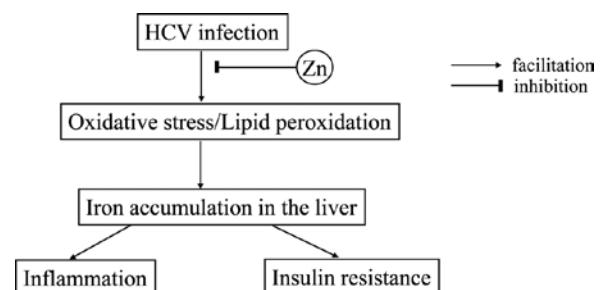 HCV infection
Zn
facilitation
inhibition
Oxidative stress/Lipid peroxidation
Iron accumulation in the liver
Inflammation
Insulin resistance